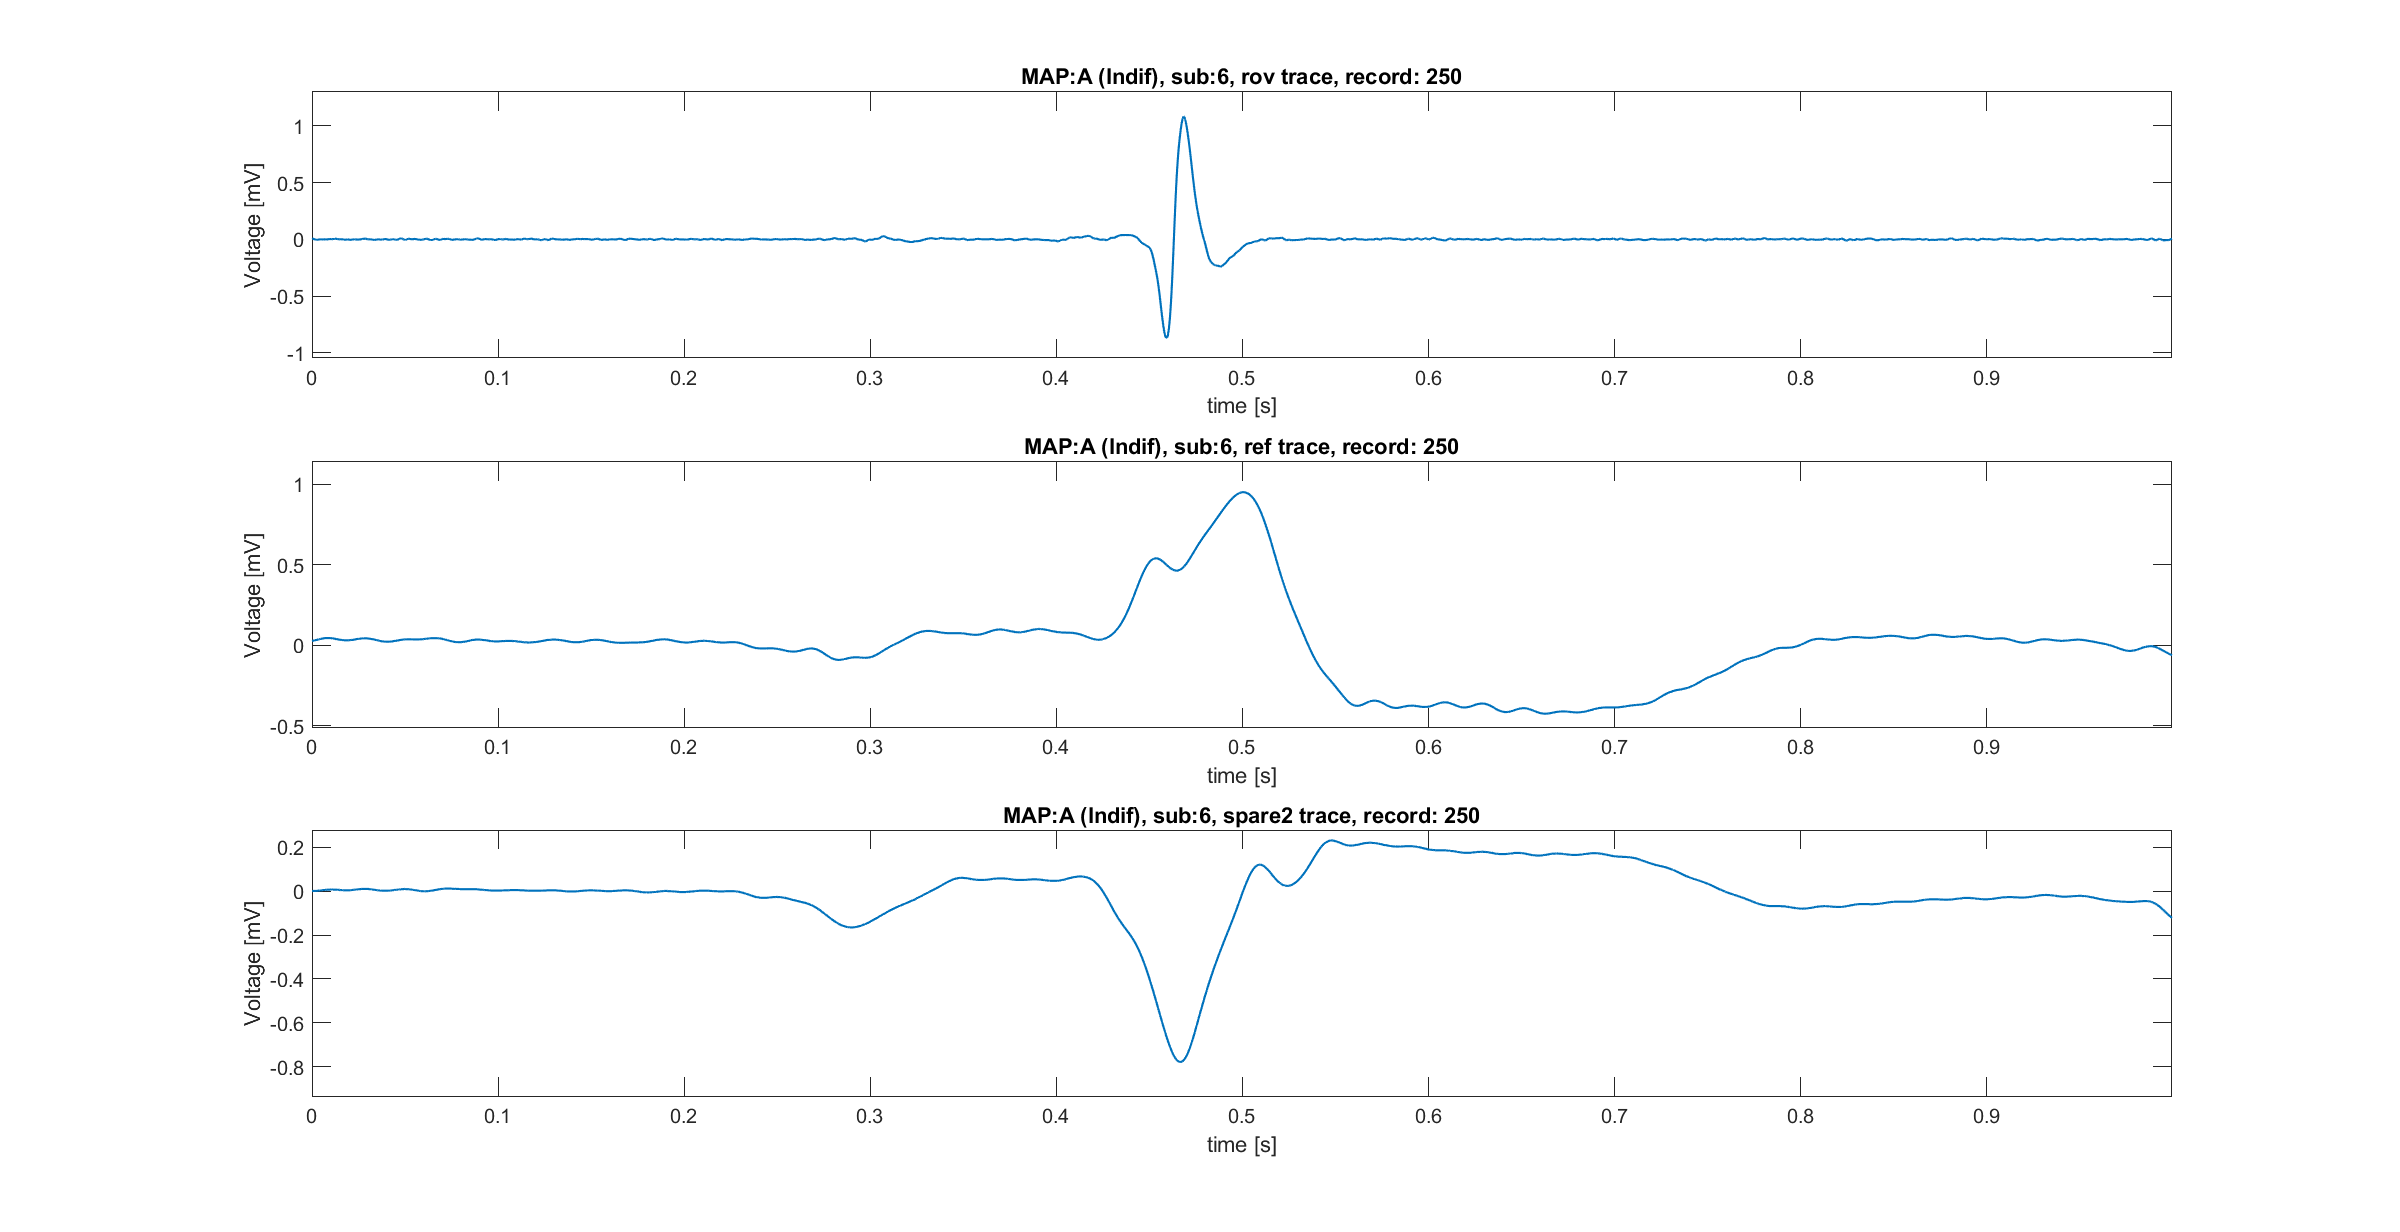 MAP:A (Indif), sub:6, rov trace, record: 250
1
0.5
0
-0.5
-1
Voltage [mV]
0 0.1 0.2 0.3 0.4 0.5 0.6 0.7 0.8 0.9
time [s]
MAP:A (Indif), sub:6, ref trace, record: 250
1
0.5
0
-0.5
Voltage [mV]
0 0.1 0.2 0.3 0.4 0.5 0.6 0.7 0.8 0.9
time [s]
MAP:A (Indif), sub:6, spare2 trace, record: 250
0.2
0
-0.2
-0.4
-0.6
-0.8
Voltage [mV]
0 0.1 0.2 0.3 0.4 0.5 0.6 0.7 0.8 0.9
time [s]